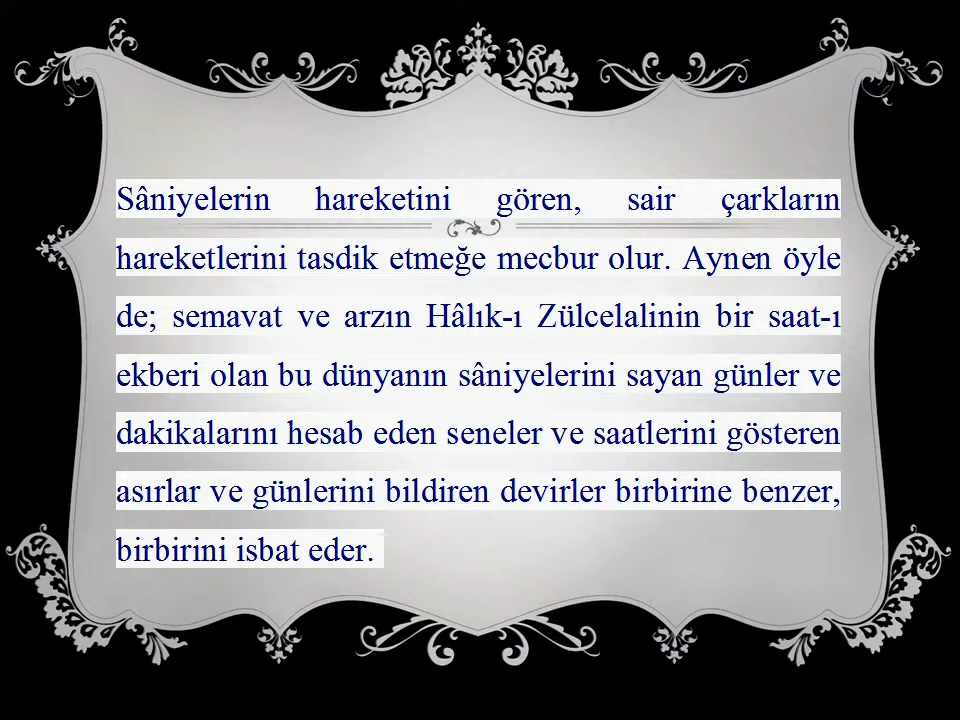 Sâniyelerin hareketini gören, sair çarkların
hareketlerini tasdik etmeğe mecbur olur. Aynen öyle
de; semavat ve arzın Hâlık-ı Zülcelalinin bir saat-ı
ekberi olan bu dünyanın sâniyelerini sayan günler ve
dakikalarını hesab eden seneler ve saatlerini gösteren
asırlar ve günlerini bildiren devirler birbirine benzer,
birbirini isbat eder.